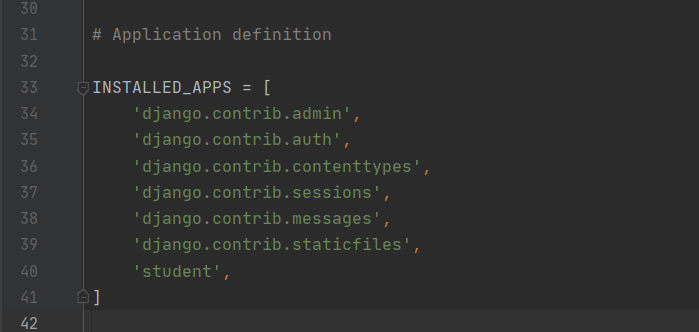 30
31 # Application definition
32
33 INSTALLED_APPS = [
34 'django.contrib.admin',
35 'django.contrib.auth',
36 'django.contrib.contenttypes',
37 'django.contrib.sessions',
38 'django.contrib.messages',
39 'django.contrib.staticfiles',
40 'student',
41 ]
42